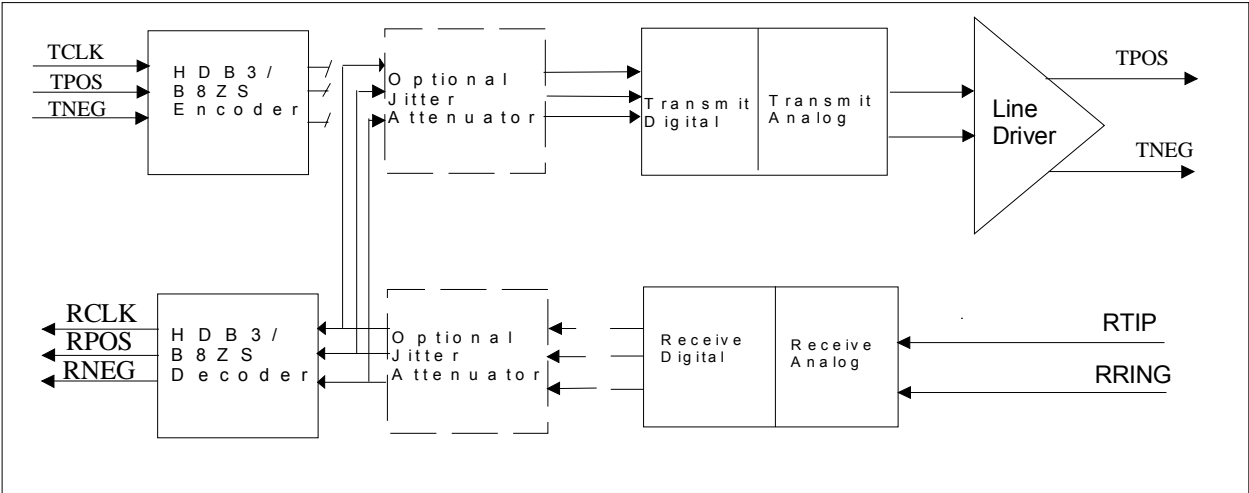 TCLK
TPOS
TNEG
HDB3/
B8ZS
Encoder
Optional
Jitter
Attenuator
Transmit
Digital
Transmit
Analog
Line
Driver
TPOS
TNEG
RCLK
RPOS
RNEG
HDB3/
B8ZS
Decoder
Optional
Jitter
Attenuator
Receive
Digital
Receive
Analog
RTIP
RRING